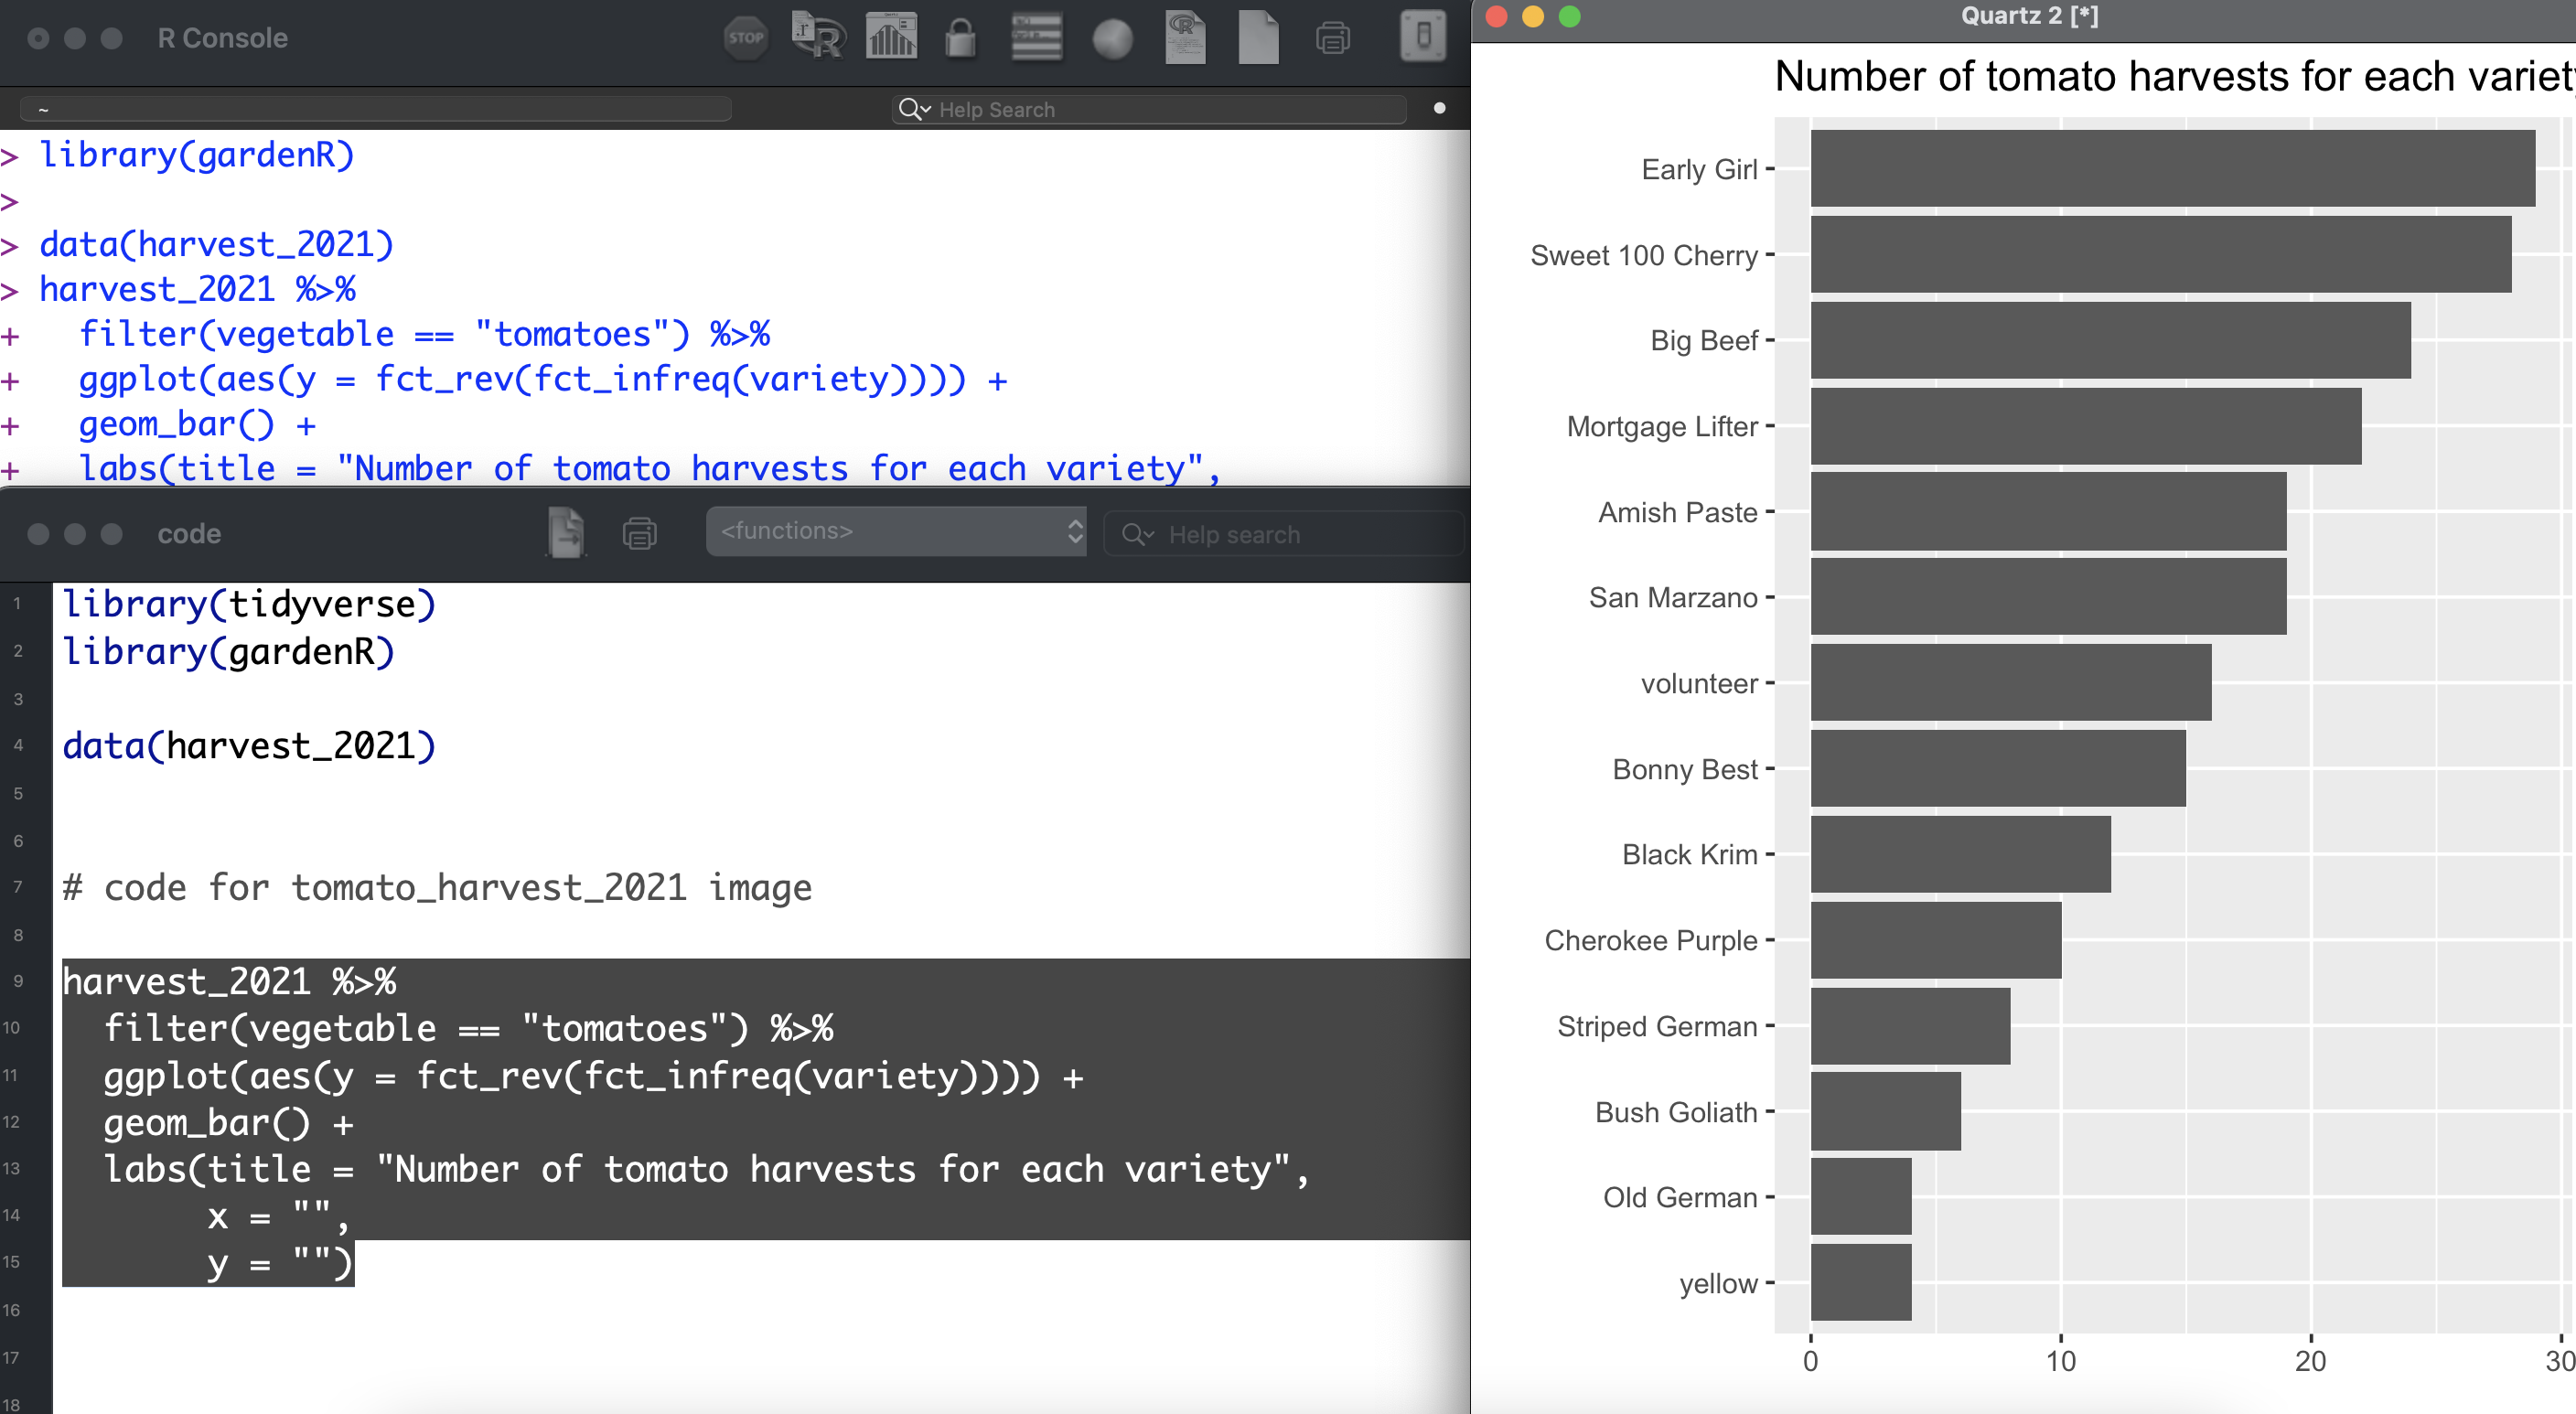 R Console
STOP
~
Help Search
> library(gardenR)
>
> data(harvest_2021)
> harvest_2021 %>%
+   filter(vegetable == "tomatoes") %>%
+   ggplot(aes(y = fct_rev(fct_infreq(variety)))) +
+   geom_bar() +
+   labs(title = "Number of tomato harvests for each variety",
code
<functions>
Help search
1 library(tidyverse)
2 library(gardenR)
3
4 data(harvest_2021)
5
6
7 # code for tomato_harvest_2021 image
8
9 harvest_2021 %>%
10   filter(vegetable == "tomatoes") %>%
11   ggplot(aes(y = fct_rev(fct_infreq(variety)))) +
12   geom_bar() +
13   labs(title = "Number of tomato harvests for each variety",
14        x = "",
15        y = "")
16
17
18
Quartz 2 [*]
Number of tomato harvests for each variet
Early Girl
Sweet 100 Cherry
Big Beef
Mortgage Lifter
Amish Paste
San Marzano
volunteer
Bonny Best
Black Krim
Cherokee Purple
Striped German
Bush Goliath
Old German
yellow
0 10 20 30